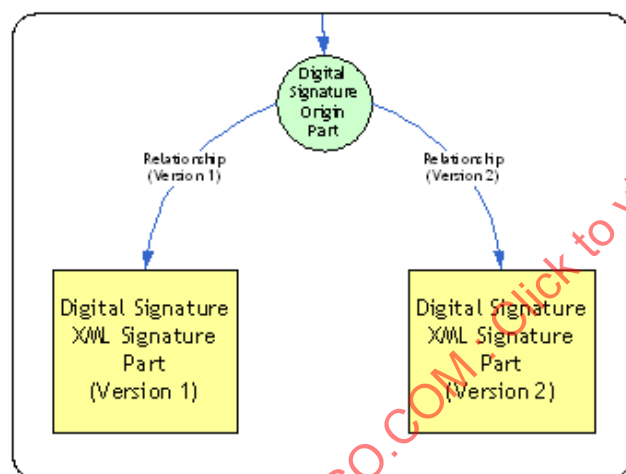 Digital
Signature
Origin
Part
Relationship
(Version 1)
Relationship
(Version 2)
Digital Signature
XML Signature
Part
(Version 1)
Digital Signature
XML Signature
Part
(Version 2)
SO.COM : Click to